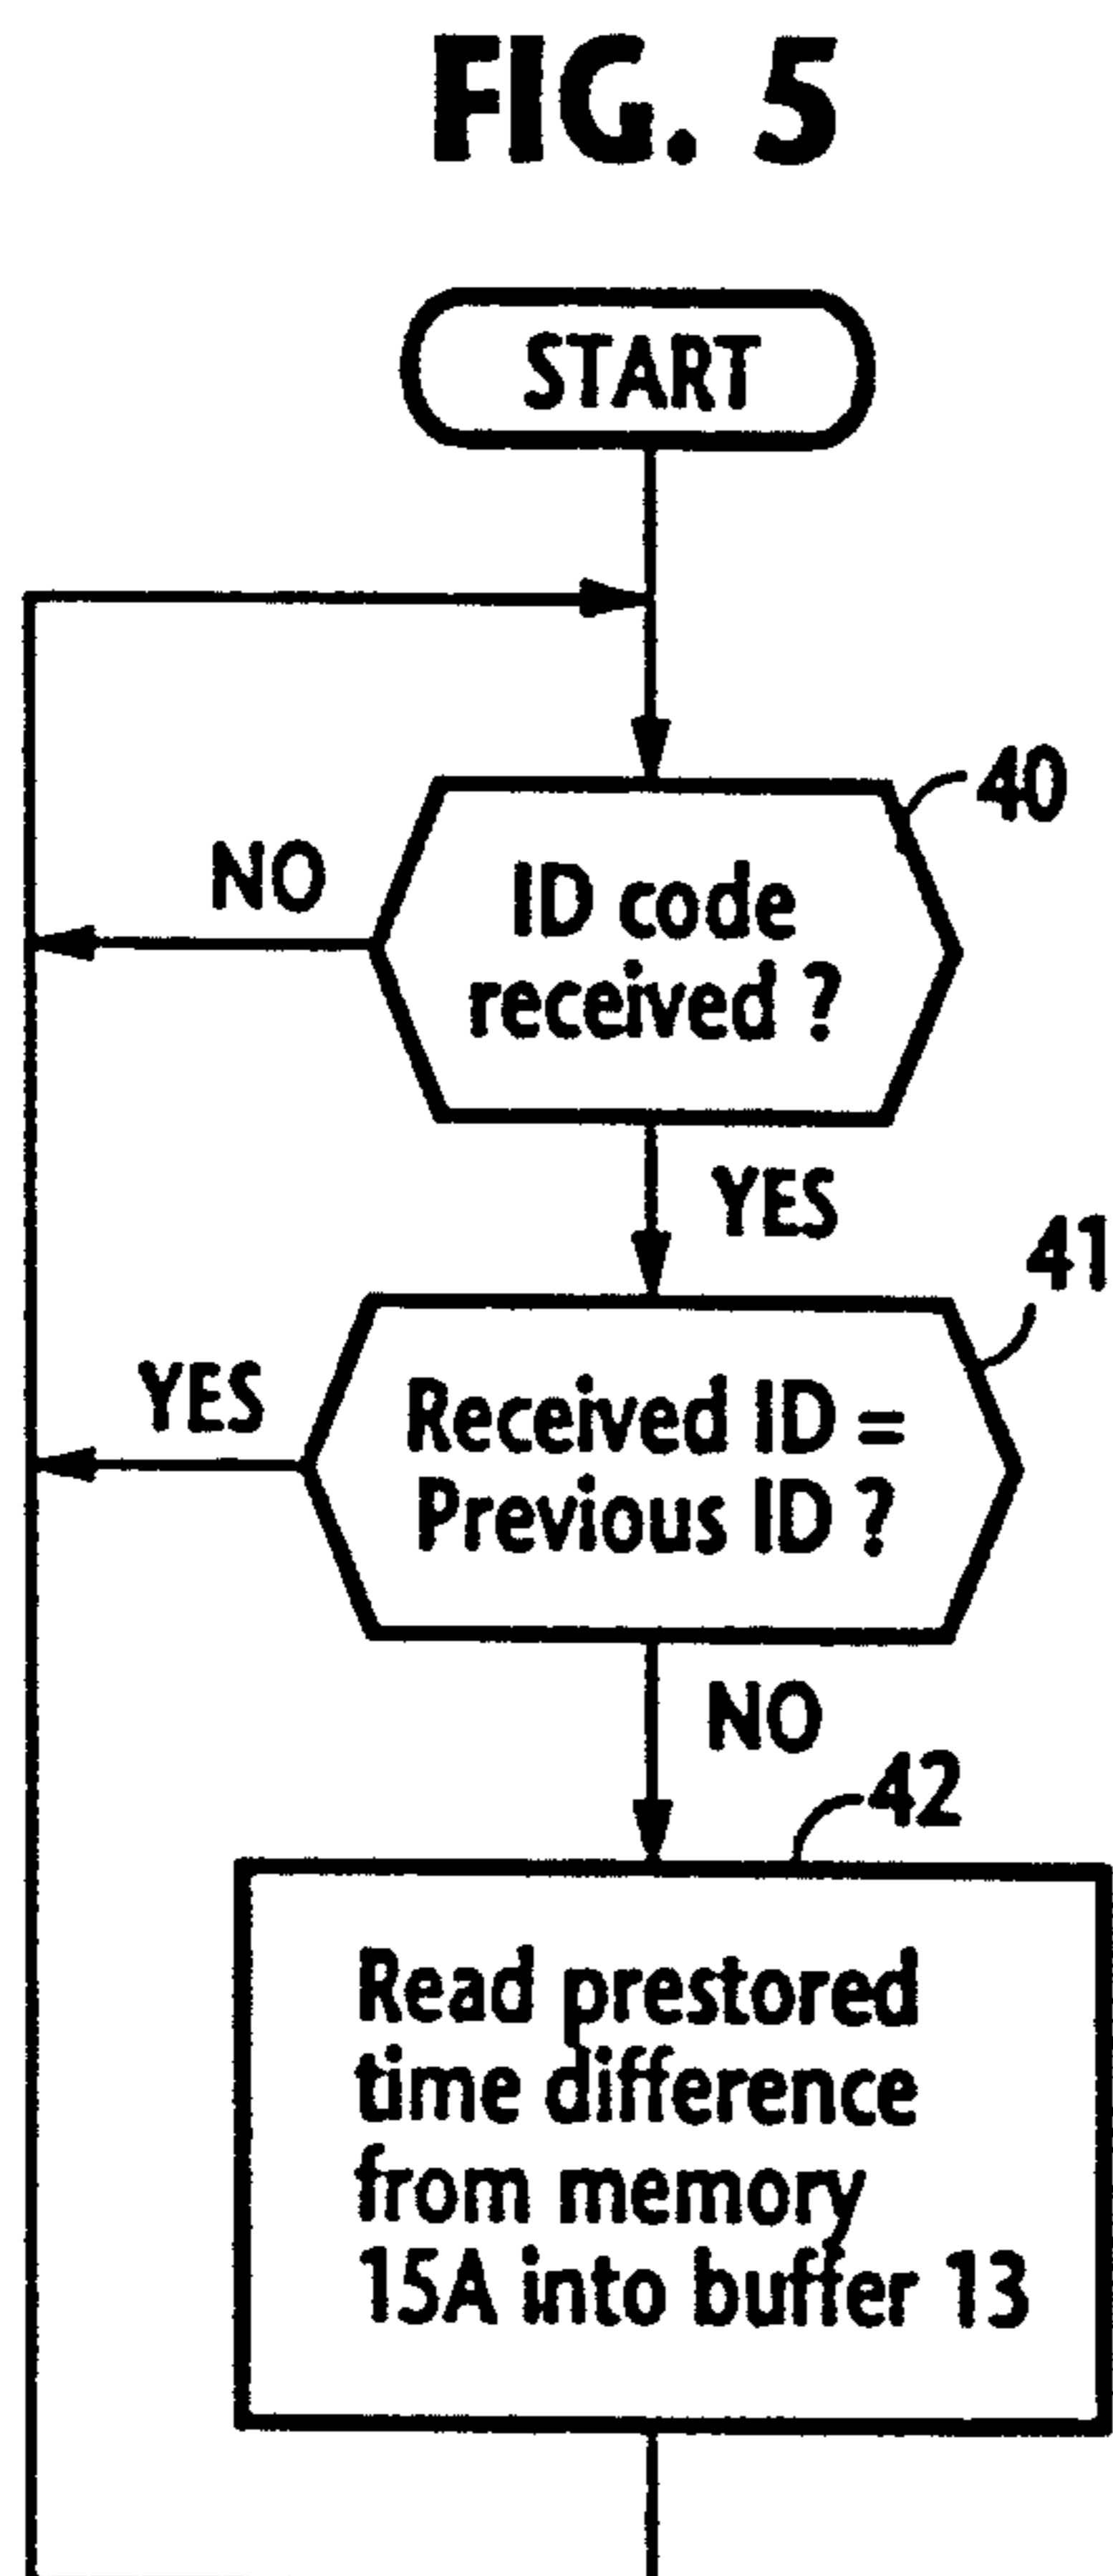 FIG. 5
START
40
NO
ID code
received ?
YES
41
YES
Received ID =
Previous ID ?
NO
42
Read prestored
time difference
from memory
15A into buffer 13